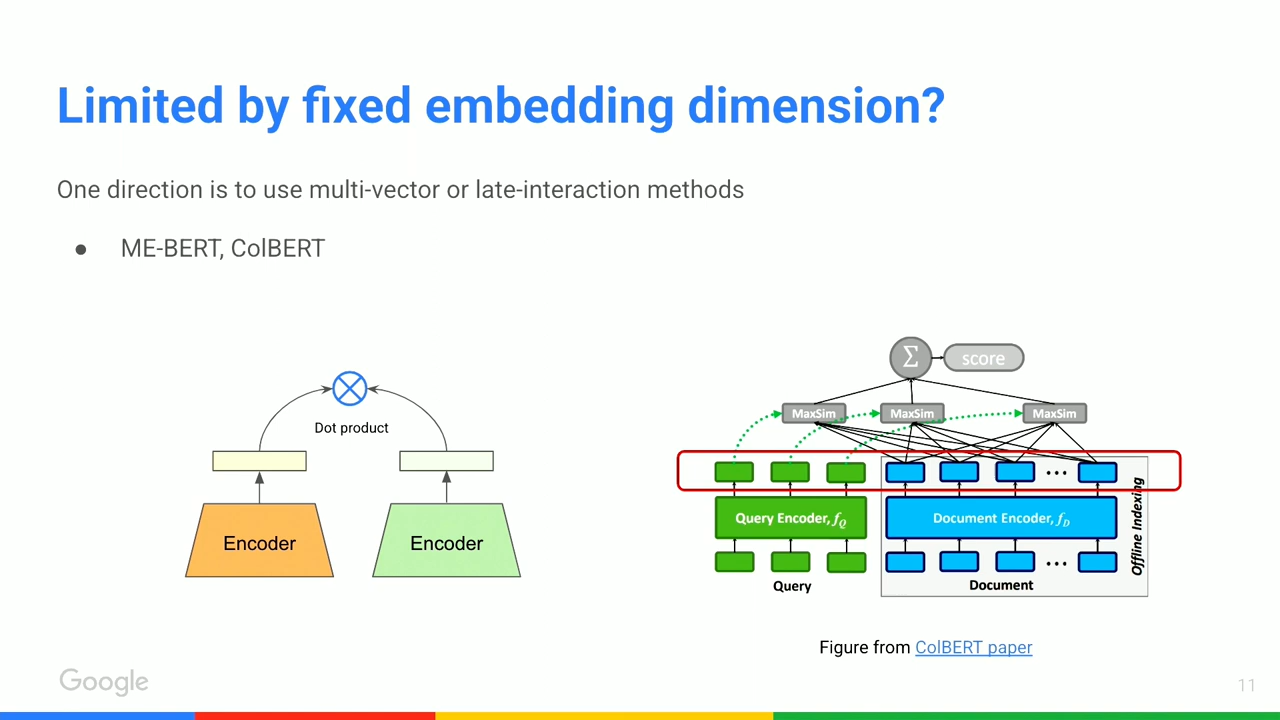 Limited by fixed embedding dimension?
One direction is to use multi-vector or late-interaction methods
● ME-BERT, ColBERT
Dot product
Encoder
Encoder
Σ
score
MaxSim
MaxSim
MaxSim
Query Encoder, fQ
Document Encoder, fD
Offline Indexing
Query
Document
Figure from ColBERT paper
Google
11